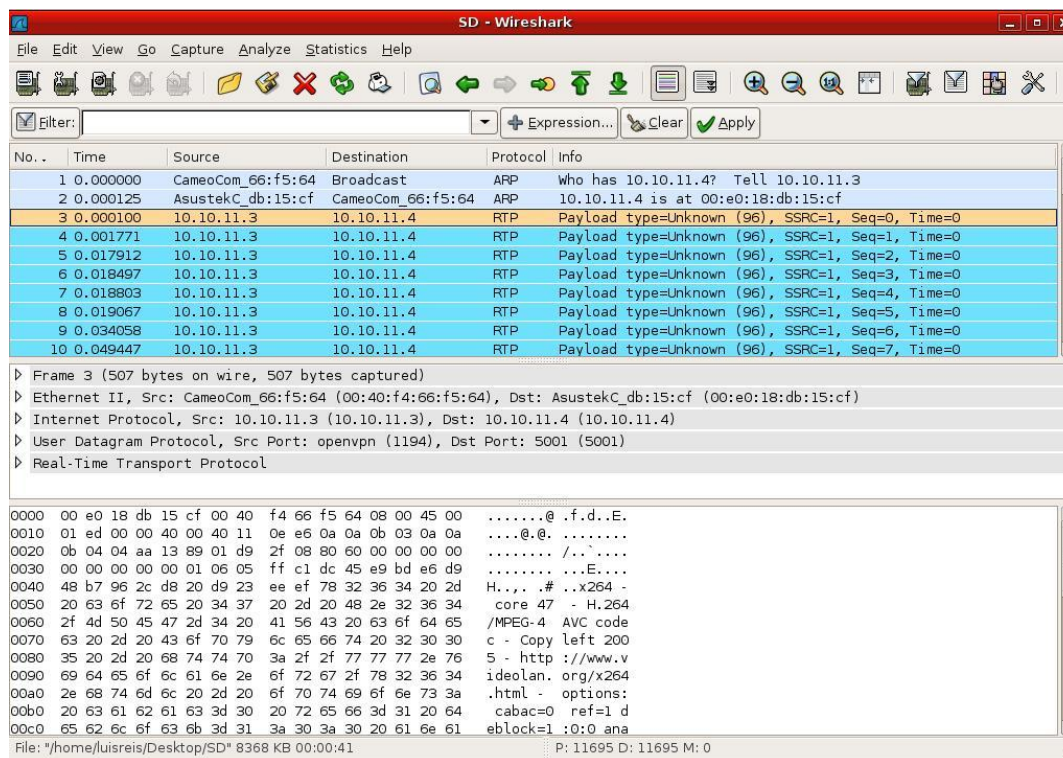 SD - Wireshark
File Edit View Go Capture Analyze Statistics Help
Filter: Expression... Clear Apply
No. . Time Source Destination Protocol Info
1 0.000000 CameoCom_66:f5:64 Broadcast ARP Who has 10.10.11.4? Tell 10.10.11.3
2 0.000125 AsustekC_db:15:cf CameoCom_66:f5:64 ARP 10.10.11.4 is at 00:e0:18:db:15:cf
3 0.000100 10.10.11.3 10.10.11.4 RTP Payload type=Unknown (96), SSRC=1, Seq=0, Time=0
4 0.001771 10.10.11.3 10.10.11.4 RTP Payload type=Unknown (96), SSRC=1, Seq=1, Time=0
5 0.017912 10.10.11.3 10.10.11.4 RTP Payload type=Unknown (96), SSRC=1, Seq=2, Time=0
6 0.018497 10.10.11.3 10.10.11.4 RTP Payload type=Unknown (96), SSRC=1, Seq=3, Time=0
7 0.018803 10.10.11.3 10.10.11.4 RTP Payload type=Unknown (96), SSRC=1, Seq=4, Time=0
8 0.019067 10.10.11.3 10.10.11.4 RTP Payload type=Unknown (96), SSRC=1, Seq=5, Time=0
9 0.034058 10.10.11.3 10.10.11.4 RTP Payload type=Unknown (96), SSRC=1, Seq=6, Time=0
10 0.049447 10.10.11.3 10.10.11.4 RTP Payload type=Unknown (96), SSRC=1, Seq=7, Time=0
Frame 3 (507 bytes on wire, 507 bytes captured)
Ethernet II, Src: CameoCom_66:f5:64 (00:40:f4:66:f5:64), Dst: AsustekC_db:15:cf (00:e0:18:db:15:cf)
Internet Protocol, Src: 10.10.11.3 (10.10.11.3), Dst: 10.10.11.4 (10.10.11.4)
User Datagram Protocol, Src Port: openvpn (1194), Dst Port: 5001 (5001)
Real-Time Transport Protocol
0000 00 e0 18 db 15 cf 00 40 f4 66 f5 64 08 00 45 00 .......@ .f.d..E.
0010 01 ed 00 00 40 00 40 11 0e e6 0a 0a 0b 03 0a 0a ....@.@. ........
0020 0b 04 04 aa 13 89 01 d9 2f 08 80 60 00 00 00 00 ........ /..`....
0030 00 00 00 00 00 01 06 05 ff c1 dc 45 e9 bd e6 d9 ........ ...E....
0040 48 b7 96 2c d8 20 d9 23 ee ef 78 32 36 34 20 2d H..,. .# ..x264 -
0050 20 63 6f 72 65 20 34 37 20 2d 20 48 2e 32 36 34 core 47 - H.264
0060 2f 4d 50 45 47 2d 34 20 41 56 43 20 63 6f 64 65 /MPEG-4 AVC code
0070 63 20 2d 20 43 6f 70 79 6c 65 66 74 20 32 30 30 c - Copy left 200
0080 35 20 2d 20 68 74 74 70 3a 2f 2f 77 77 77 2e 76 5 - http ://www.v
0090 69 64 65 6f 6c 61 6e 2e 6f 72 67 2f 78 32 36 34 ideolan. org/x264
00a0 2e 68 74 6d 6c 20 2d 20 6f 70 74 69 6f 6e 73 3a .html - options:
00b0 20 63 61 62 61 63 3d 30 20 72 65 66 3d 31 20 64 cabac=0 ref=1 d
00c0 65 62 6c 6f 63 6b 3d 31 3a 30 3a 30 20 61 6e 61 eblock=1 :0:0 ana
File: "/home/luisreis/Desktop/SD" 8368 KB 00:00:41 P: 11695 D: 11695 M: 0